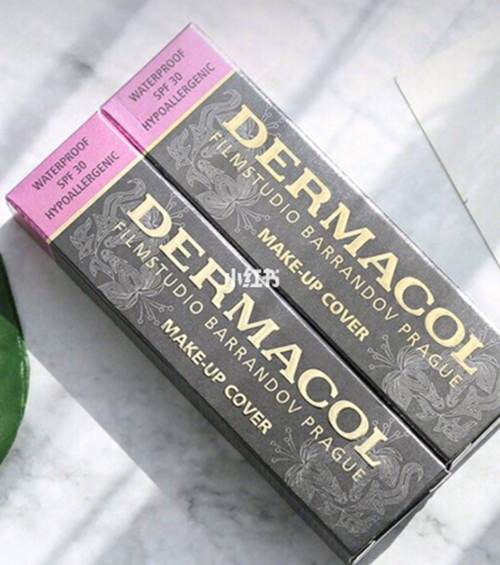 WATERPROOF
SPF 30
HYPOALLERGENIC
DERMACOL
FILMSTUDIO BARRANDOV PRAGUE
MAKE-UP COVER
WATERPROOF
SPF 30
HYPOALLERGENIC
DERMACOL
FILMSTUDIO BARRANDOV PRAGUE
MAKE-UP COVER
小红书